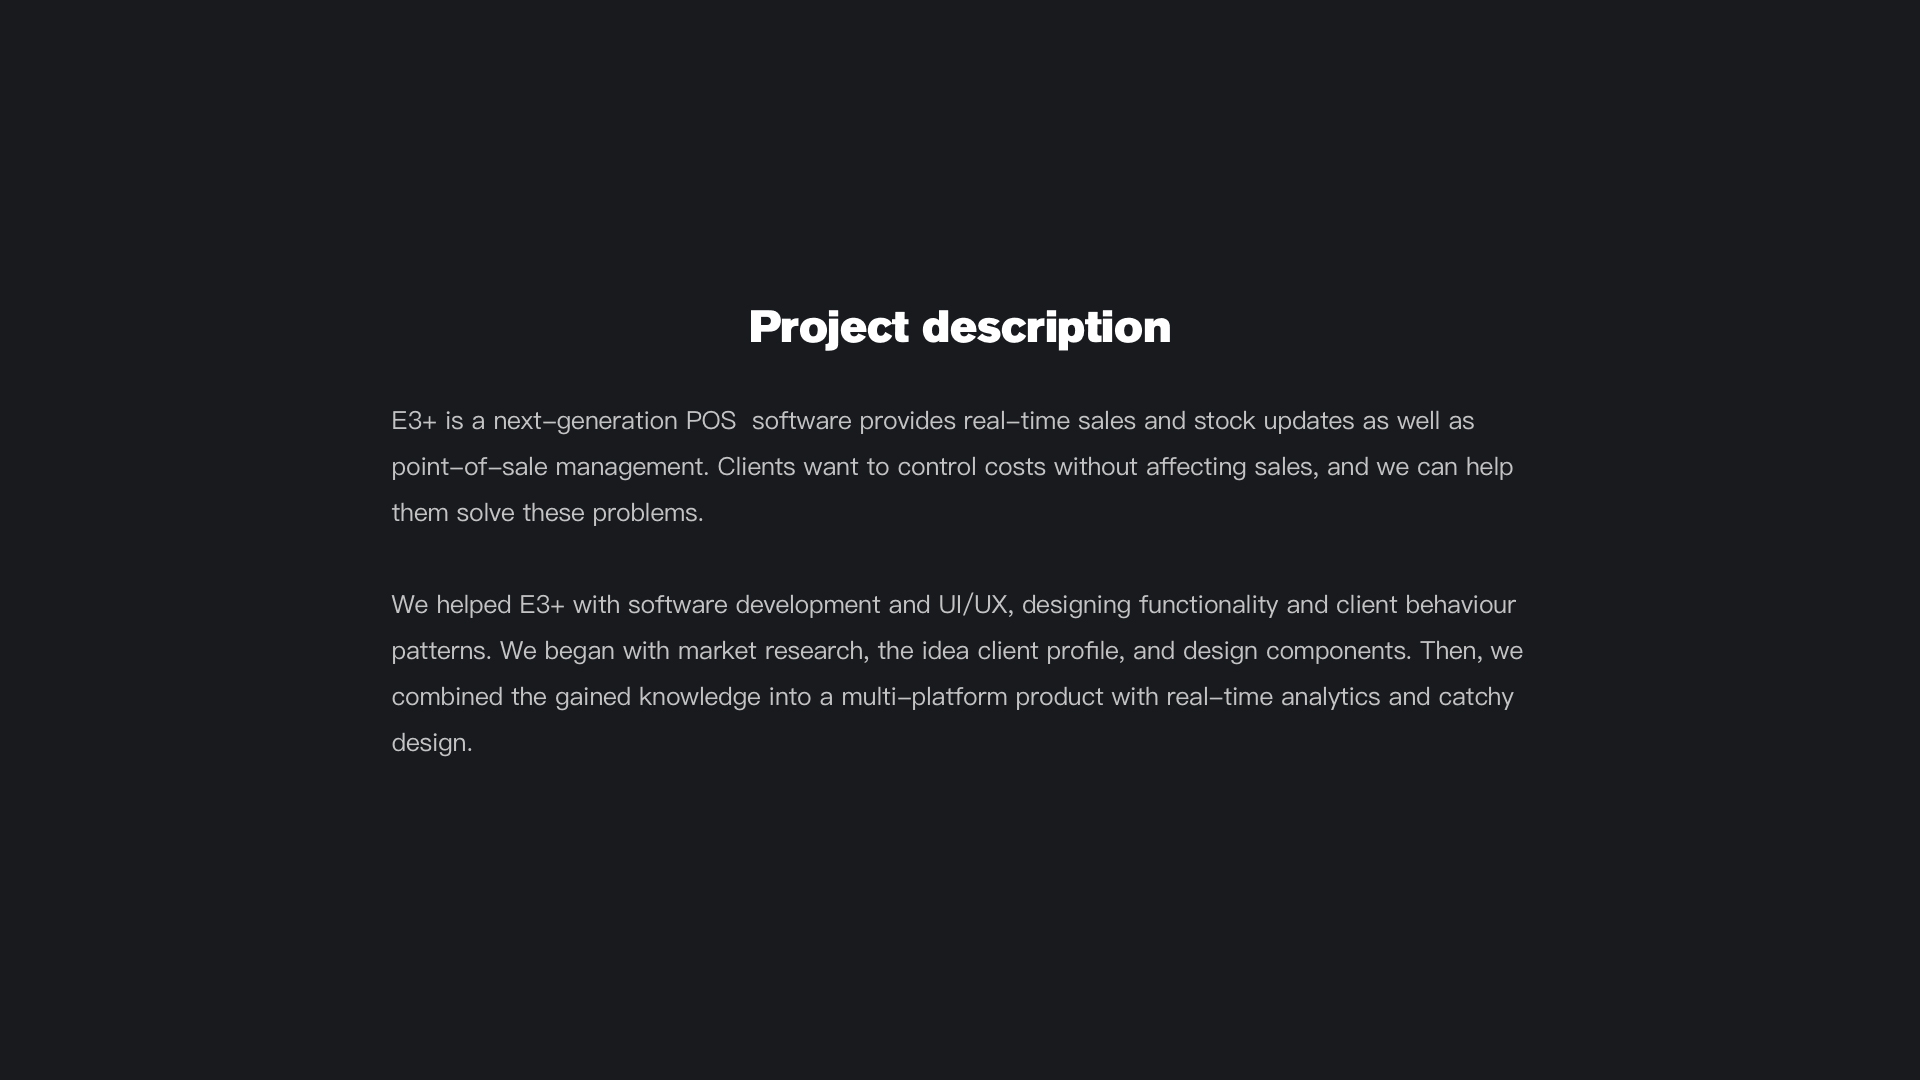 Project description
E3+ is a next-generation POS  software provides real-time sales and stock updates as well as
point-of-sale management. Clients want to control costs without affecting sales, and we can help
them solve these problems.
We helped E3+ with software development and UI/UX, designing functionality and client behaviour
patterns. We began with market research, the idea client profile, and design components. Then, we
combined the gained knowledge into a multi-platform product with real-time analytics and catchy
design.